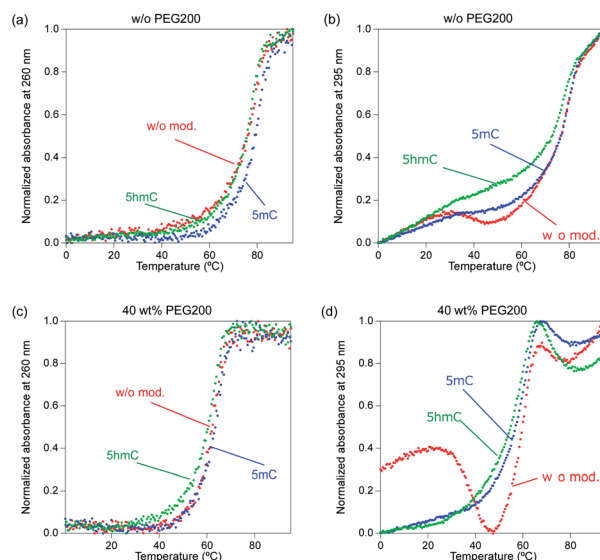 (a)
w/o PEG200
Normalized absorbance at 260 nm
1.0
0.8
0.6
0.4
0.2
0.0
w/o mod.
5hmC
5mC
0 20 40 60 80
Temperature (ºC)
(b)
w/o PEG200
Normalized absorbance at 295 nm
1.0
0.8
0.6
0.4
0.2
0.0
5mC
5hmC
w o mod.
0 20 40 60 80
Temperature (ºC)
(c)
40 wt% PEG200
Normalized absorbance at 260 nm
1.0
0.8
0.6
0.4
0.2
0.0
w/o mod.
5hmC
5mC
0 20 40 60 80
Temperature (ºC)
(d)
40 wt% PEG200
Normalized absorbance at 295 nm
1.0
0.8
0.6
0.4
0.2
0.0
5mC
5hmC
w o mod.
0 20 40 60 80
Temperature (ºC)